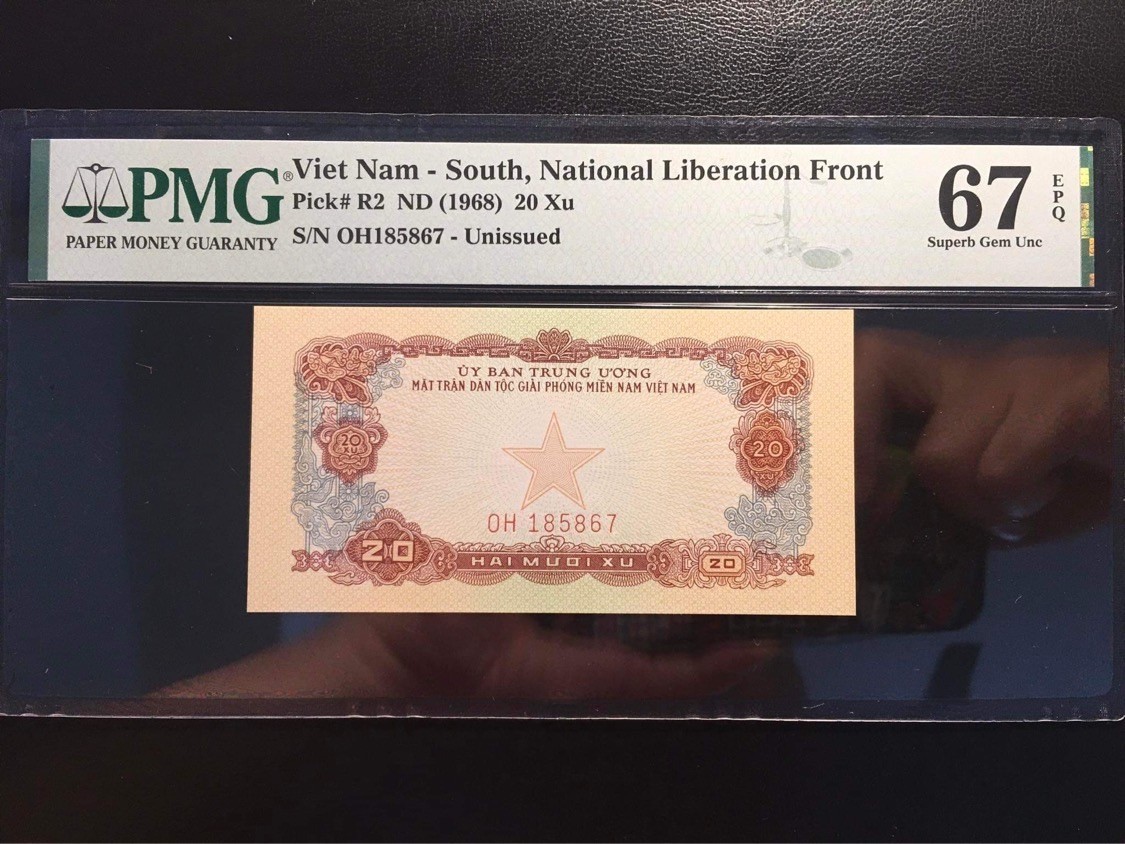 PMG®
PAPER MONEY GUARANTY
Viet Nam - South, National Liberation Front
Pick# R2 ND (1968) 20 Xu
S/N OH185867 - Unissued
67
EPQ
Superb Gem Unc
ỦY BAN TRUNG ƯƠNG
MẶT TRẬN DÂN TỘC GIẢI PHÓNG MIỀN NAM VIỆT NAM
20
XU
20
OH 185867
20
HAI MƯƠI XU
20